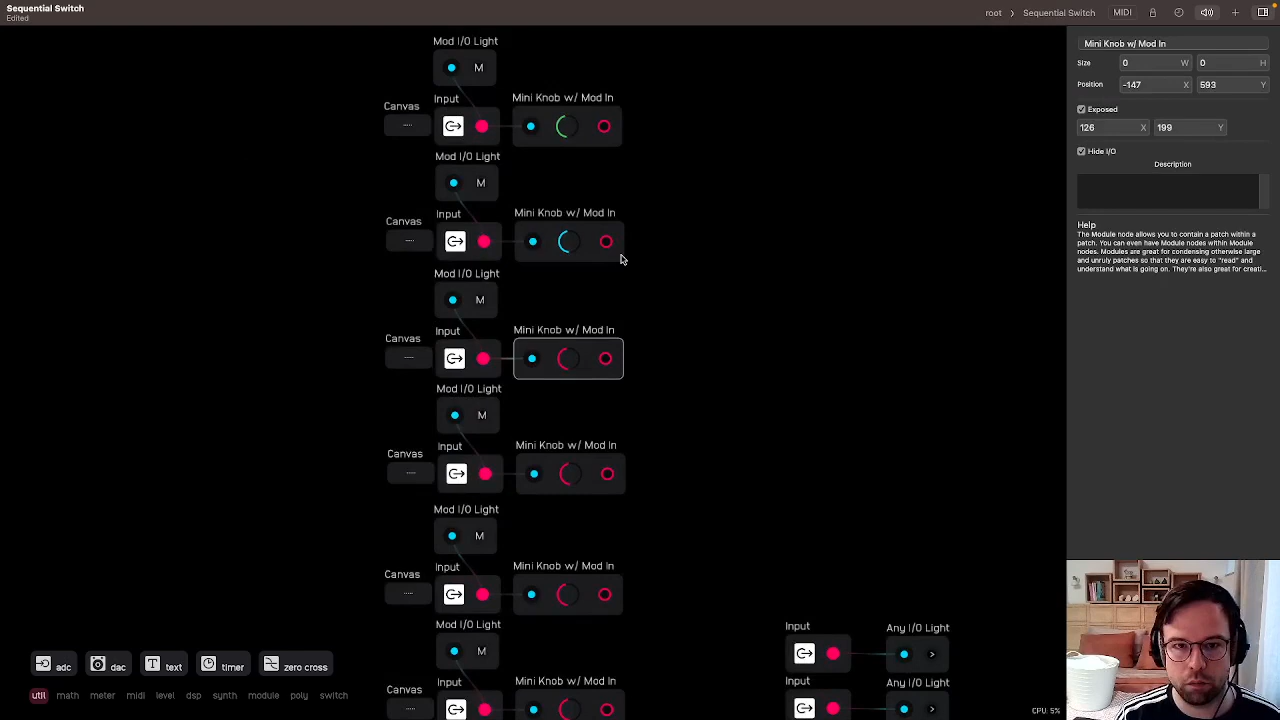 Sequential Switch
Edited
root > Sequential Switch MIDI
Mini Knob w/ Mod In
Size 0 W 0 H
Position -147 X 593 Y
Exposed
126 X 199 Y
Hide I/O
Description
Help
The Module node allows you to contain a patch within a
patch. You can even have Module nodes within Module
nodes. Modules are great for condensing otherwise large
and unruly patches so that they are easy to "read" and
understand what is going on. They're also great for creati...
Mod I/O Light
M
Canvas Input Mini Knob w/ Mod In
Mod I/O Light
M
Canvas Input Mini Knob w/ Mod In
Mod I/O Light
M
Canvas Input Mini Knob w/ Mod In
Mod I/O Light
M
Canvas Input Mini Knob w/ Mod In
Mod I/O Light
M
Canvas Input Mini Knob w/ Mod In
Mod I/O Light
M
Canvas Input Mini Knob w/ Mod In
Input Any I/O Light
>
Input Any I/O Light
>
adc dac T text timer zero cross
util math meter midi level dsp synth module poly switch
CPU: 5%